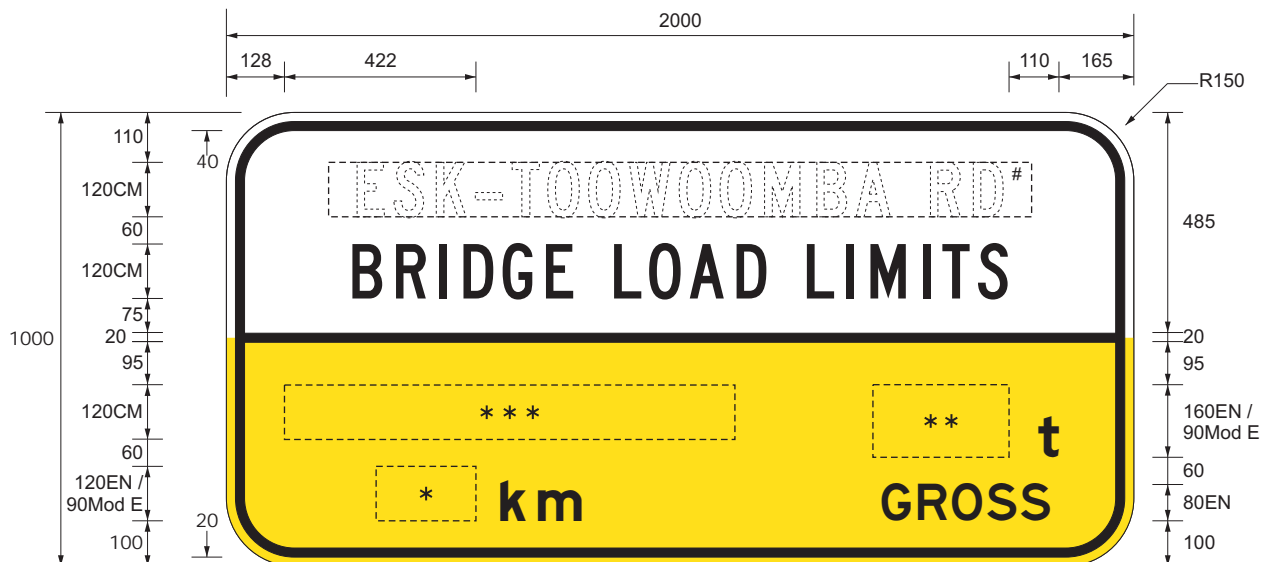 2000
128 422 110 165
R150
110
40
120CM
ESK-TOOWOOMBA RD#
60
485
120CM
BRIDGE LOAD LIMITS
75
1000
20
20
95
95
120CM
***
**
t
160EN /
90Mod E
60
60
120EN /
90Mod E
*
km
GROSS
80EN
20
100
100